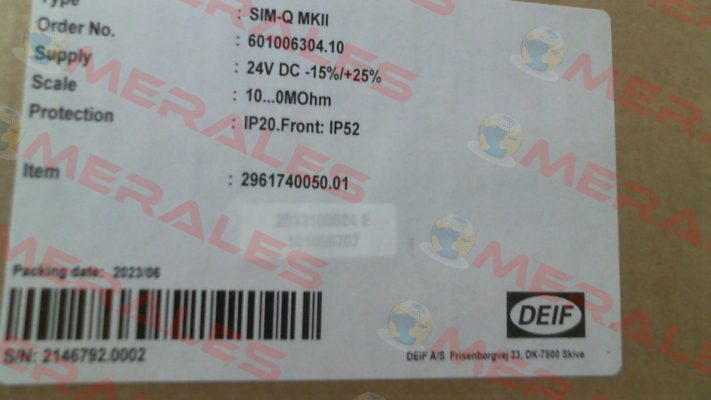 Type : SIM-Q MKII
Order No. : 601006304.10
Supply : 24V DC -15%/+25%
Scale : 10...0MOhm
Protection : IP20.Front: IP52
Item : 2961740050.01
Packing date: 2023/06
S/N: 2146792.0002
DEIF
DEIF A/S Frisenborgvej 33, DK-7800 Skive
MERALES
MERALES
MERALES
MERALES